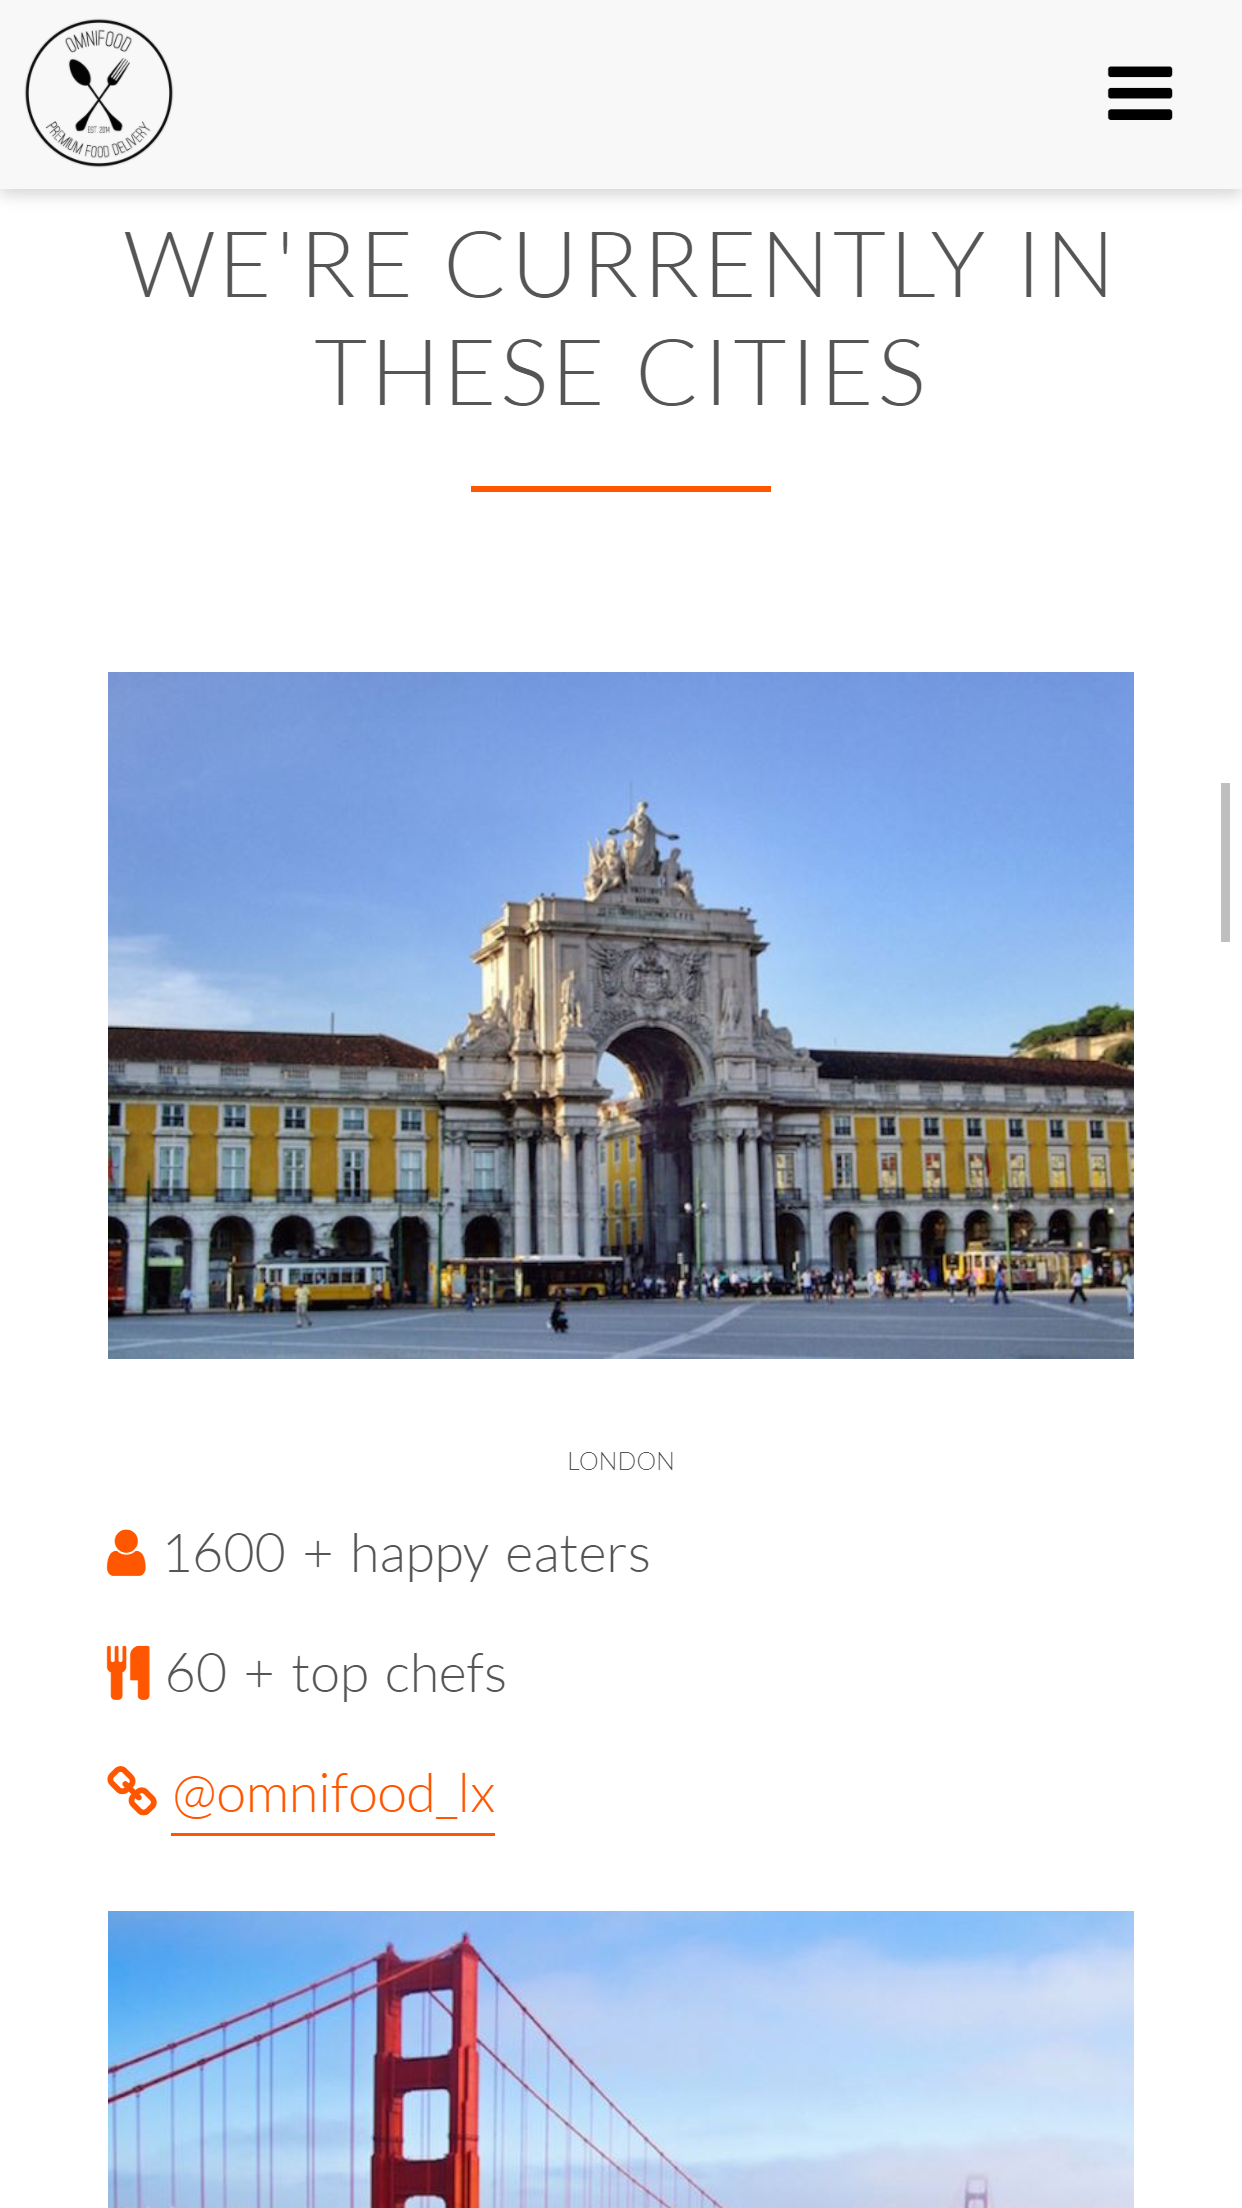 OMNIFOOD
EST. 2014
PREMIUM FOOD DELIVERY
WE'RE CURRENTLY IN
THESE CITIES
LONDON
1600 + happy eaters
60 + top chefs
@omnifood_lx